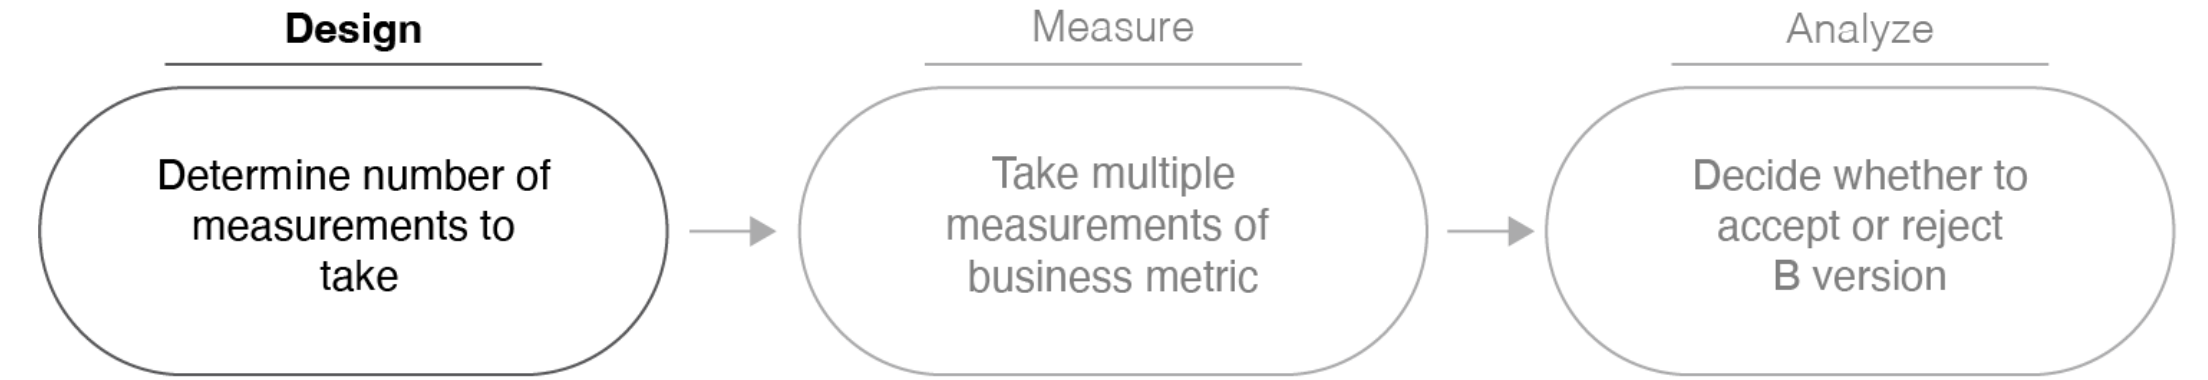 Design
Determine number of
measurements to
take
Measure
Take multiple
measurements of
business metric
Analyze
Decide whether to
accept or reject
B version